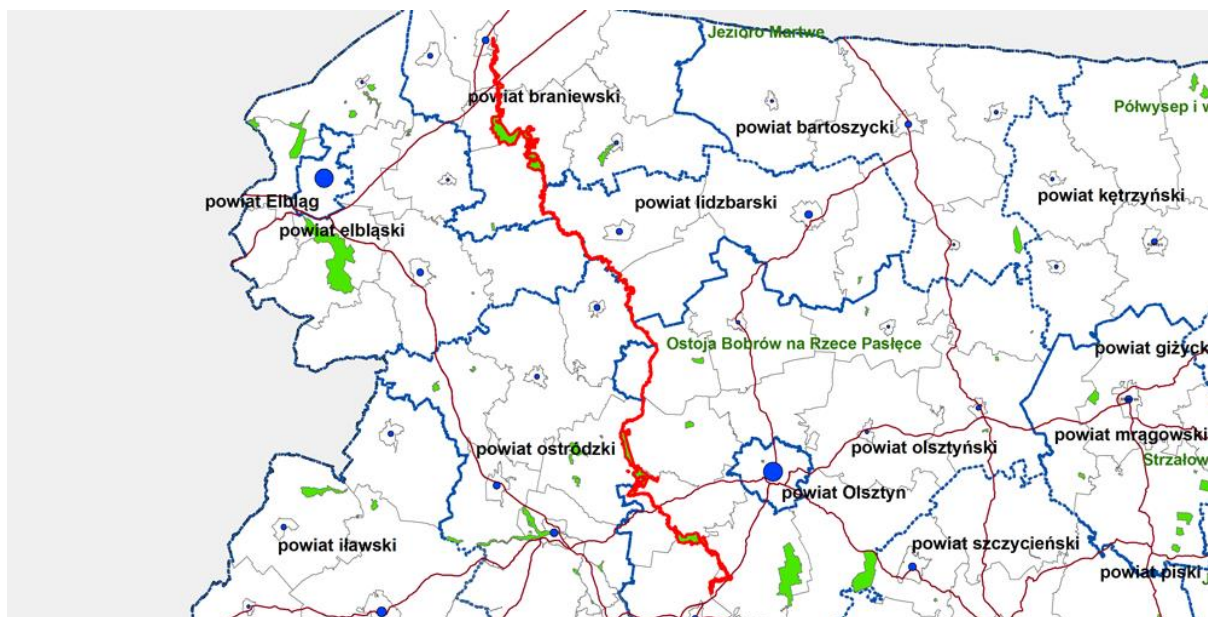 Jezioro Martwe
powiat braniewski
Półwysep i w
powiat bartoszycki
powiat kętrzyński
powiat Elbląg
powiat lidzbarski
powiat elbląski
Ostoja Bobrów na Rzece Pasłęce
powiat giżyck
powiat ostródzki
powiat olsztyński
powiat mrągowski
Strzałow
powiat Olsztyn
powiat iławski
powiat szczycieński
powiat piski